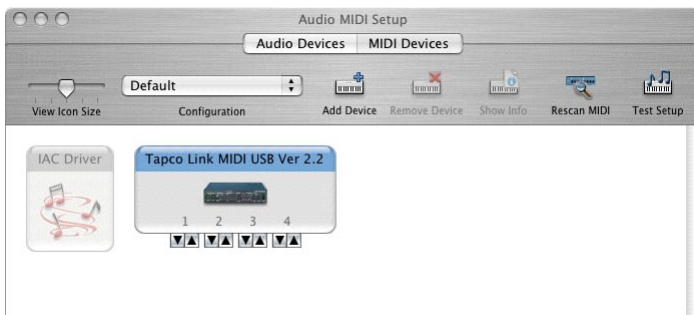 Audio MIDI Setup
Audio Devices MIDI Devices
Default
View Icon Size Configuration Add Device Remove Device Show Info Rescan MIDI Test Setup
IAC Driver Tapco Link MIDI USB Ver 2.2
1 2 3 4